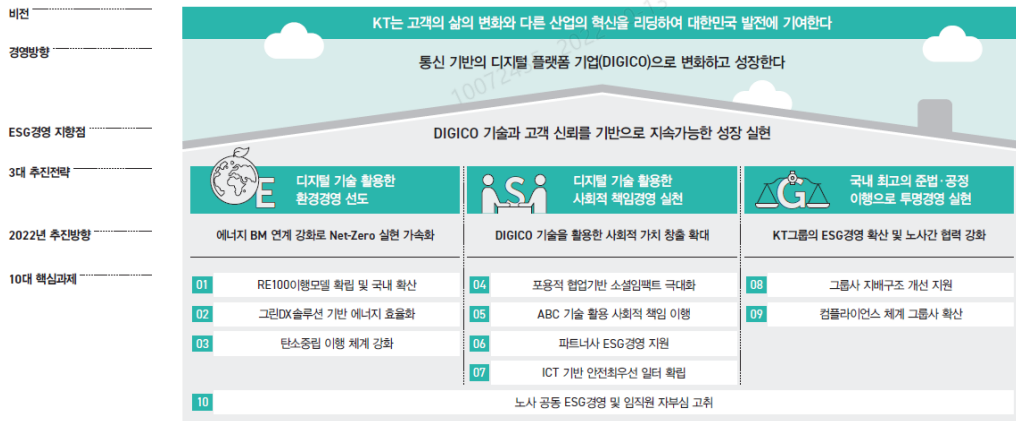 비전
KT는 고객의 삶의 변화와 다른 산업의 혁신을 리딩하여 대한민국 발전에 기여한다
경영방향
통신 기반의 디지털 플랫폼 기업(DIGICO)으로 변화하고 성장한다
ESG경영 지향점
DIGICO 기술과 고객 신뢰를 기반으로 지속가능한 성장 실현
3대 추진전략
E
디지털 기술 활용한
환경경영 선도
S
디지털 기술 활용한
사회적 책임경영 실천
G
국내 최고의 준법·공정
이행으로 투명경영 실현
2022년 추진방향
에너지 BM 연계 강화로 Net-Zero 실현 가속화
DIGICO 기술을 활용한 사회적 가치 창출 확대
KT그룹의 ESG경영 확산 및 노사간 협력 강화
10대 핵심과제
01 RE100이행모델 확립 및 국내 확산
02 그린DX솔루션 기반 에너지 효율화
03 탄소중립 이행 체계 강화
04 포용적 협업기반 소셜임팩트 극대화
05 ABC 기술 활용 사회적 책임 이행
06 파트너사 ESG경영 지원
07 ICT 기반 안전최우선 일터 확립
08 그룹사 지배구조 개선 지원
09 컴플라이언스 체계 그룹사 확산
10 노사 공동 ESG경영 및 임직원 자부심 고취